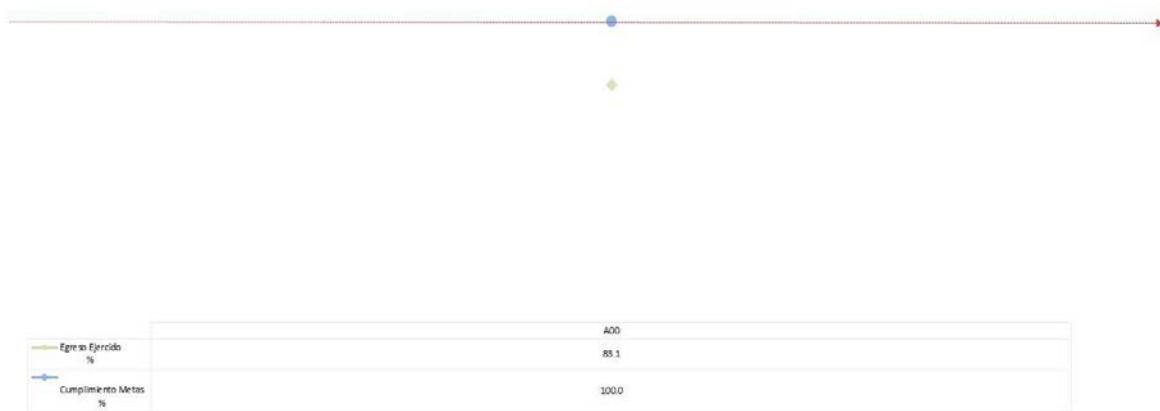 A00
Egreso Ejercido
%
83.1
Cumplimiento Metas
%
100.0